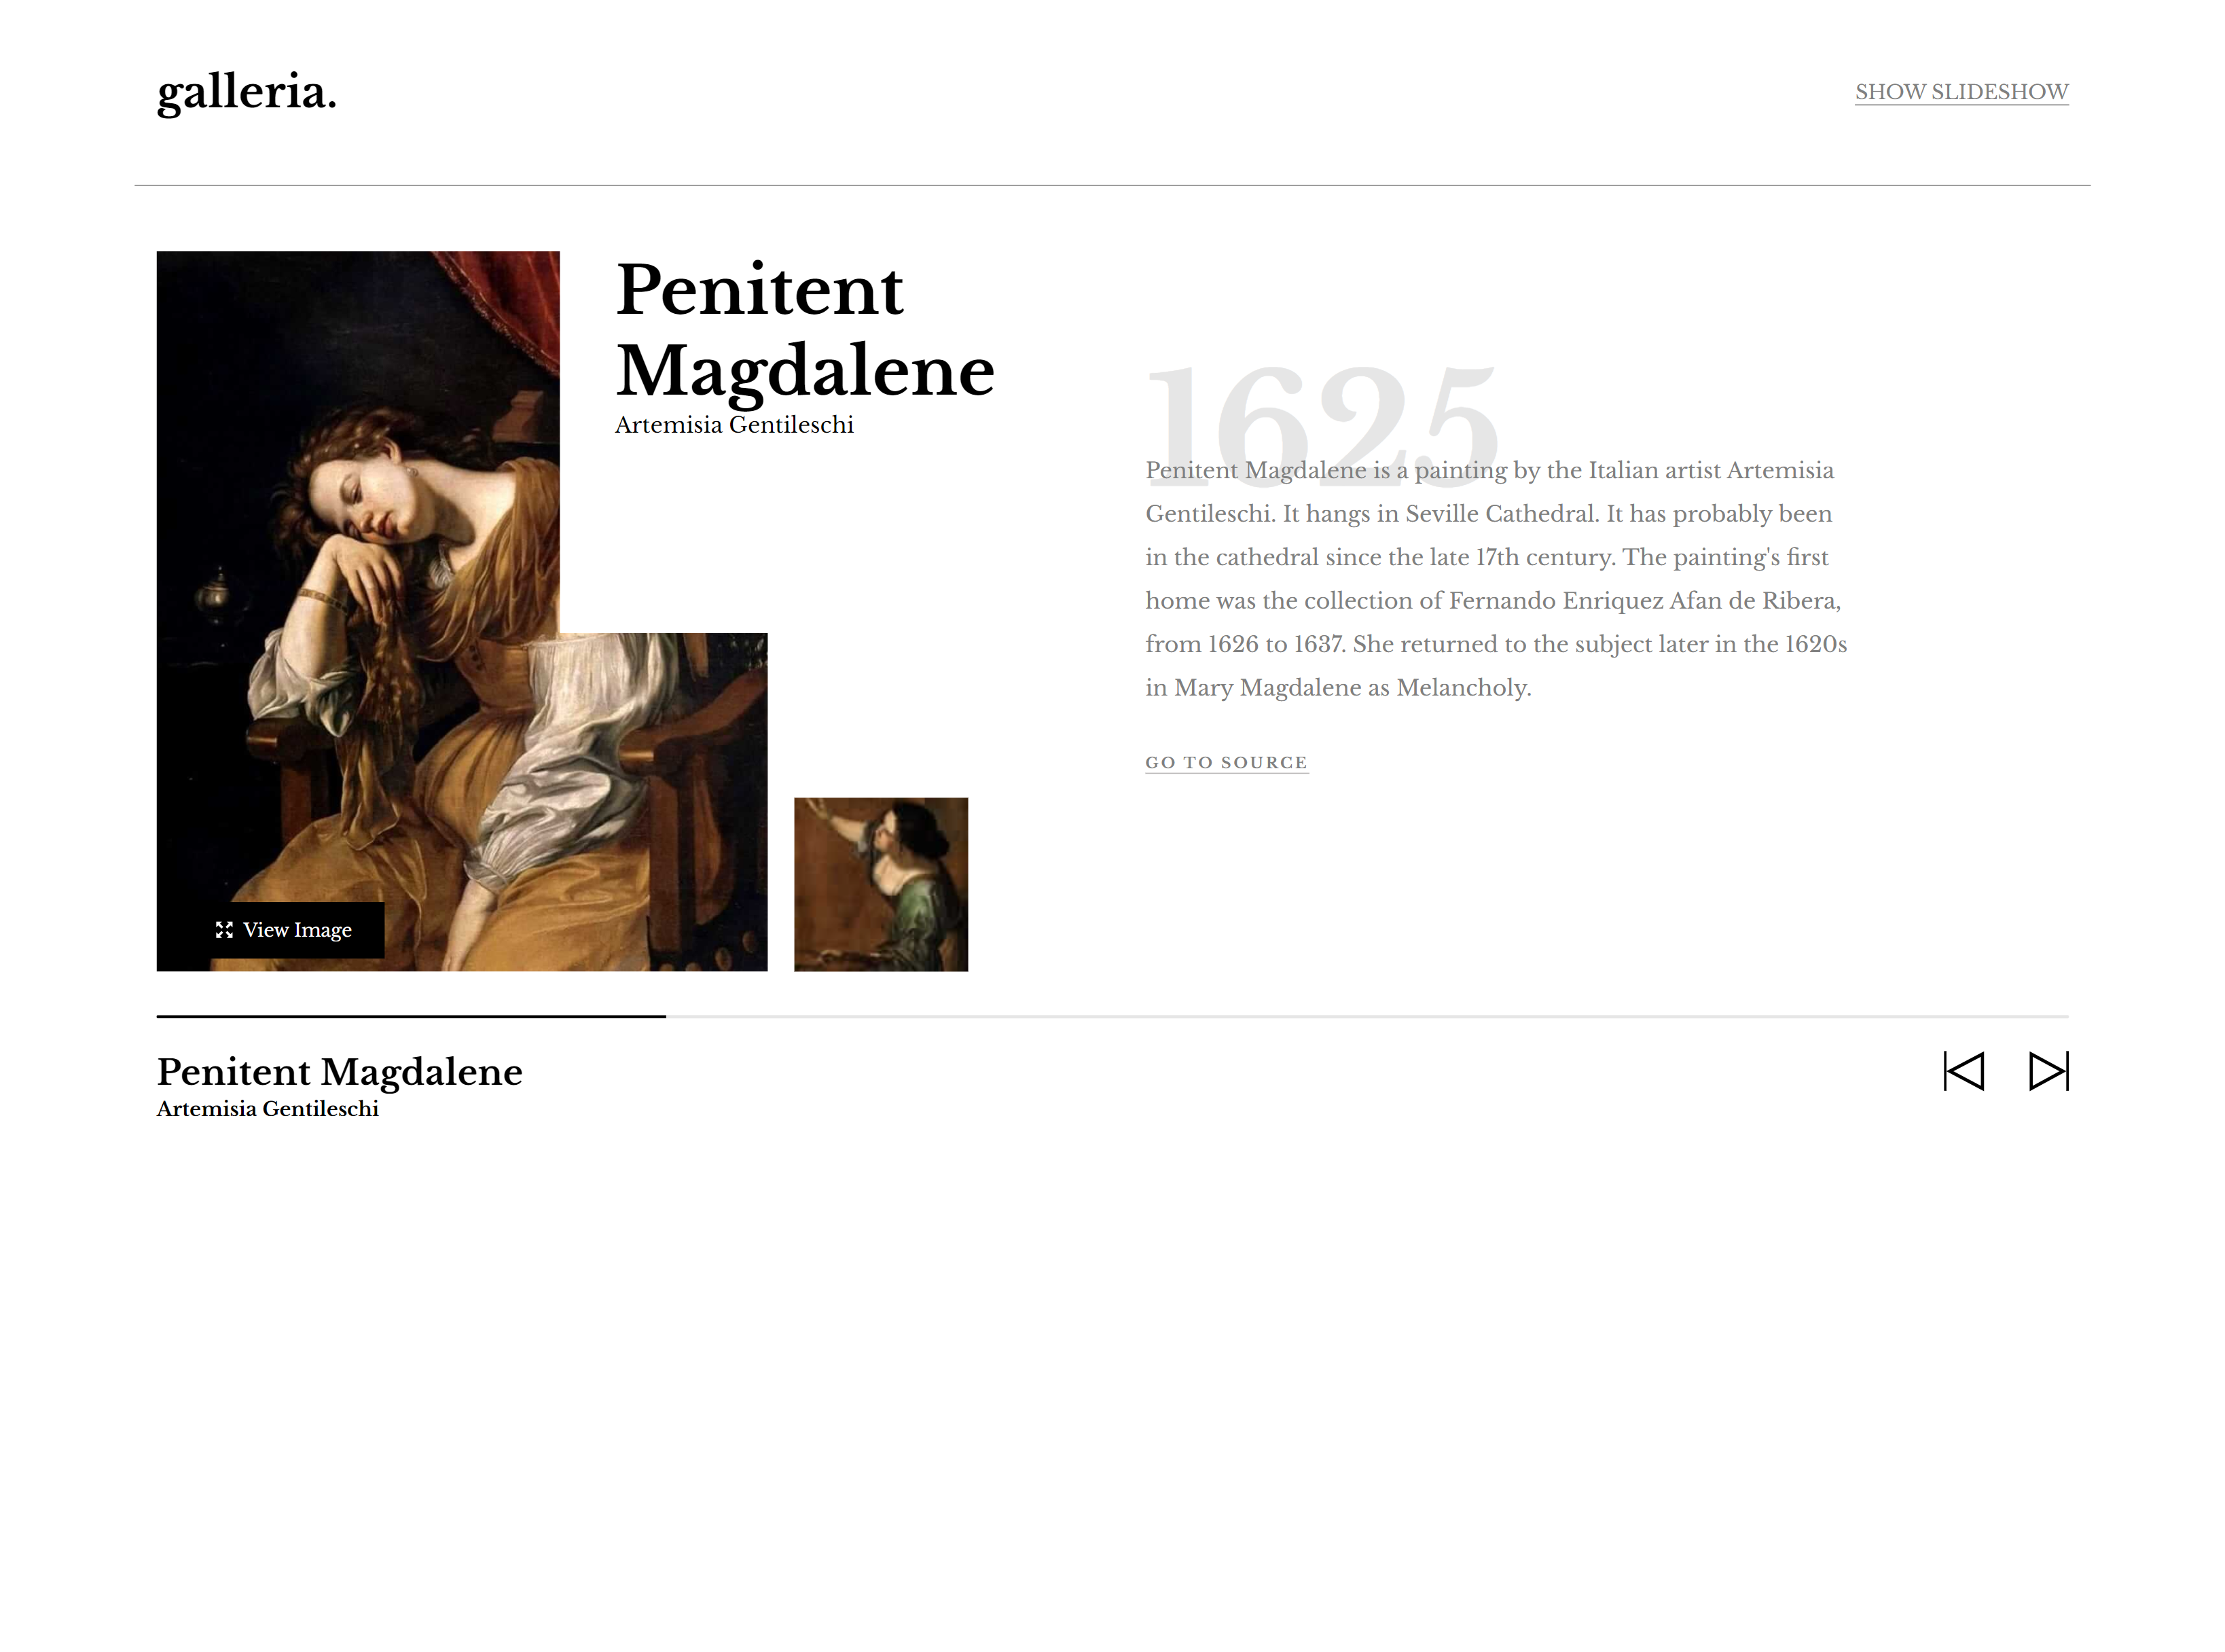 galleria.
SHOW SLIDESHOW
Penitent
Magdalene
Artemisia Gentileschi
1625
Penitent Magdalene is a painting by the Italian artist Artemisia
Gentileschi. It hangs in Seville Cathedral. It has probably been
in the cathedral since the late 17th century. The painting's first
home was the collection of Fernando Enriquez Afan de Ribera,
from 1626 to 1637. She returned to the subject later in the 1620s
in Mary Magdalene as Melancholy.
GO TO SOURCE
View Image
Penitent Magdalene
Artemisia Gentileschi